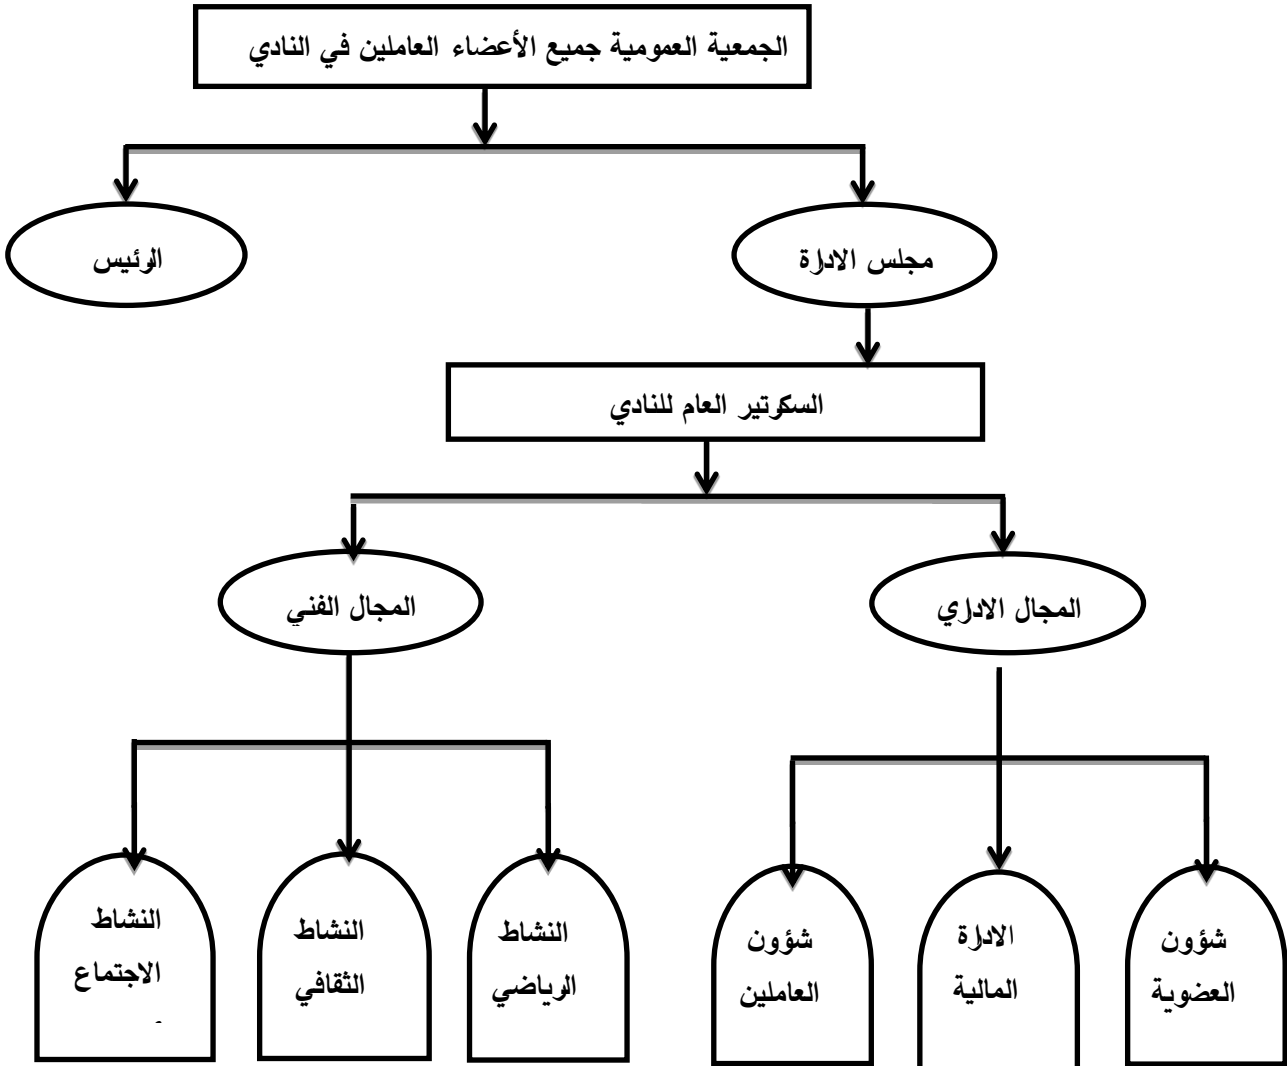 الجمعية العمومية جميع الأعضاء العاملين في النادي
مجلس الادارة
الرئيس
السكرتير العام للنادي
المجال الاداري
المجال الفني
شؤون
العضوية
الادارة
المالية
شؤون
العاملين
النشاط
الرياضي
النشاط
الثقافي
النشاط
الاجتماع